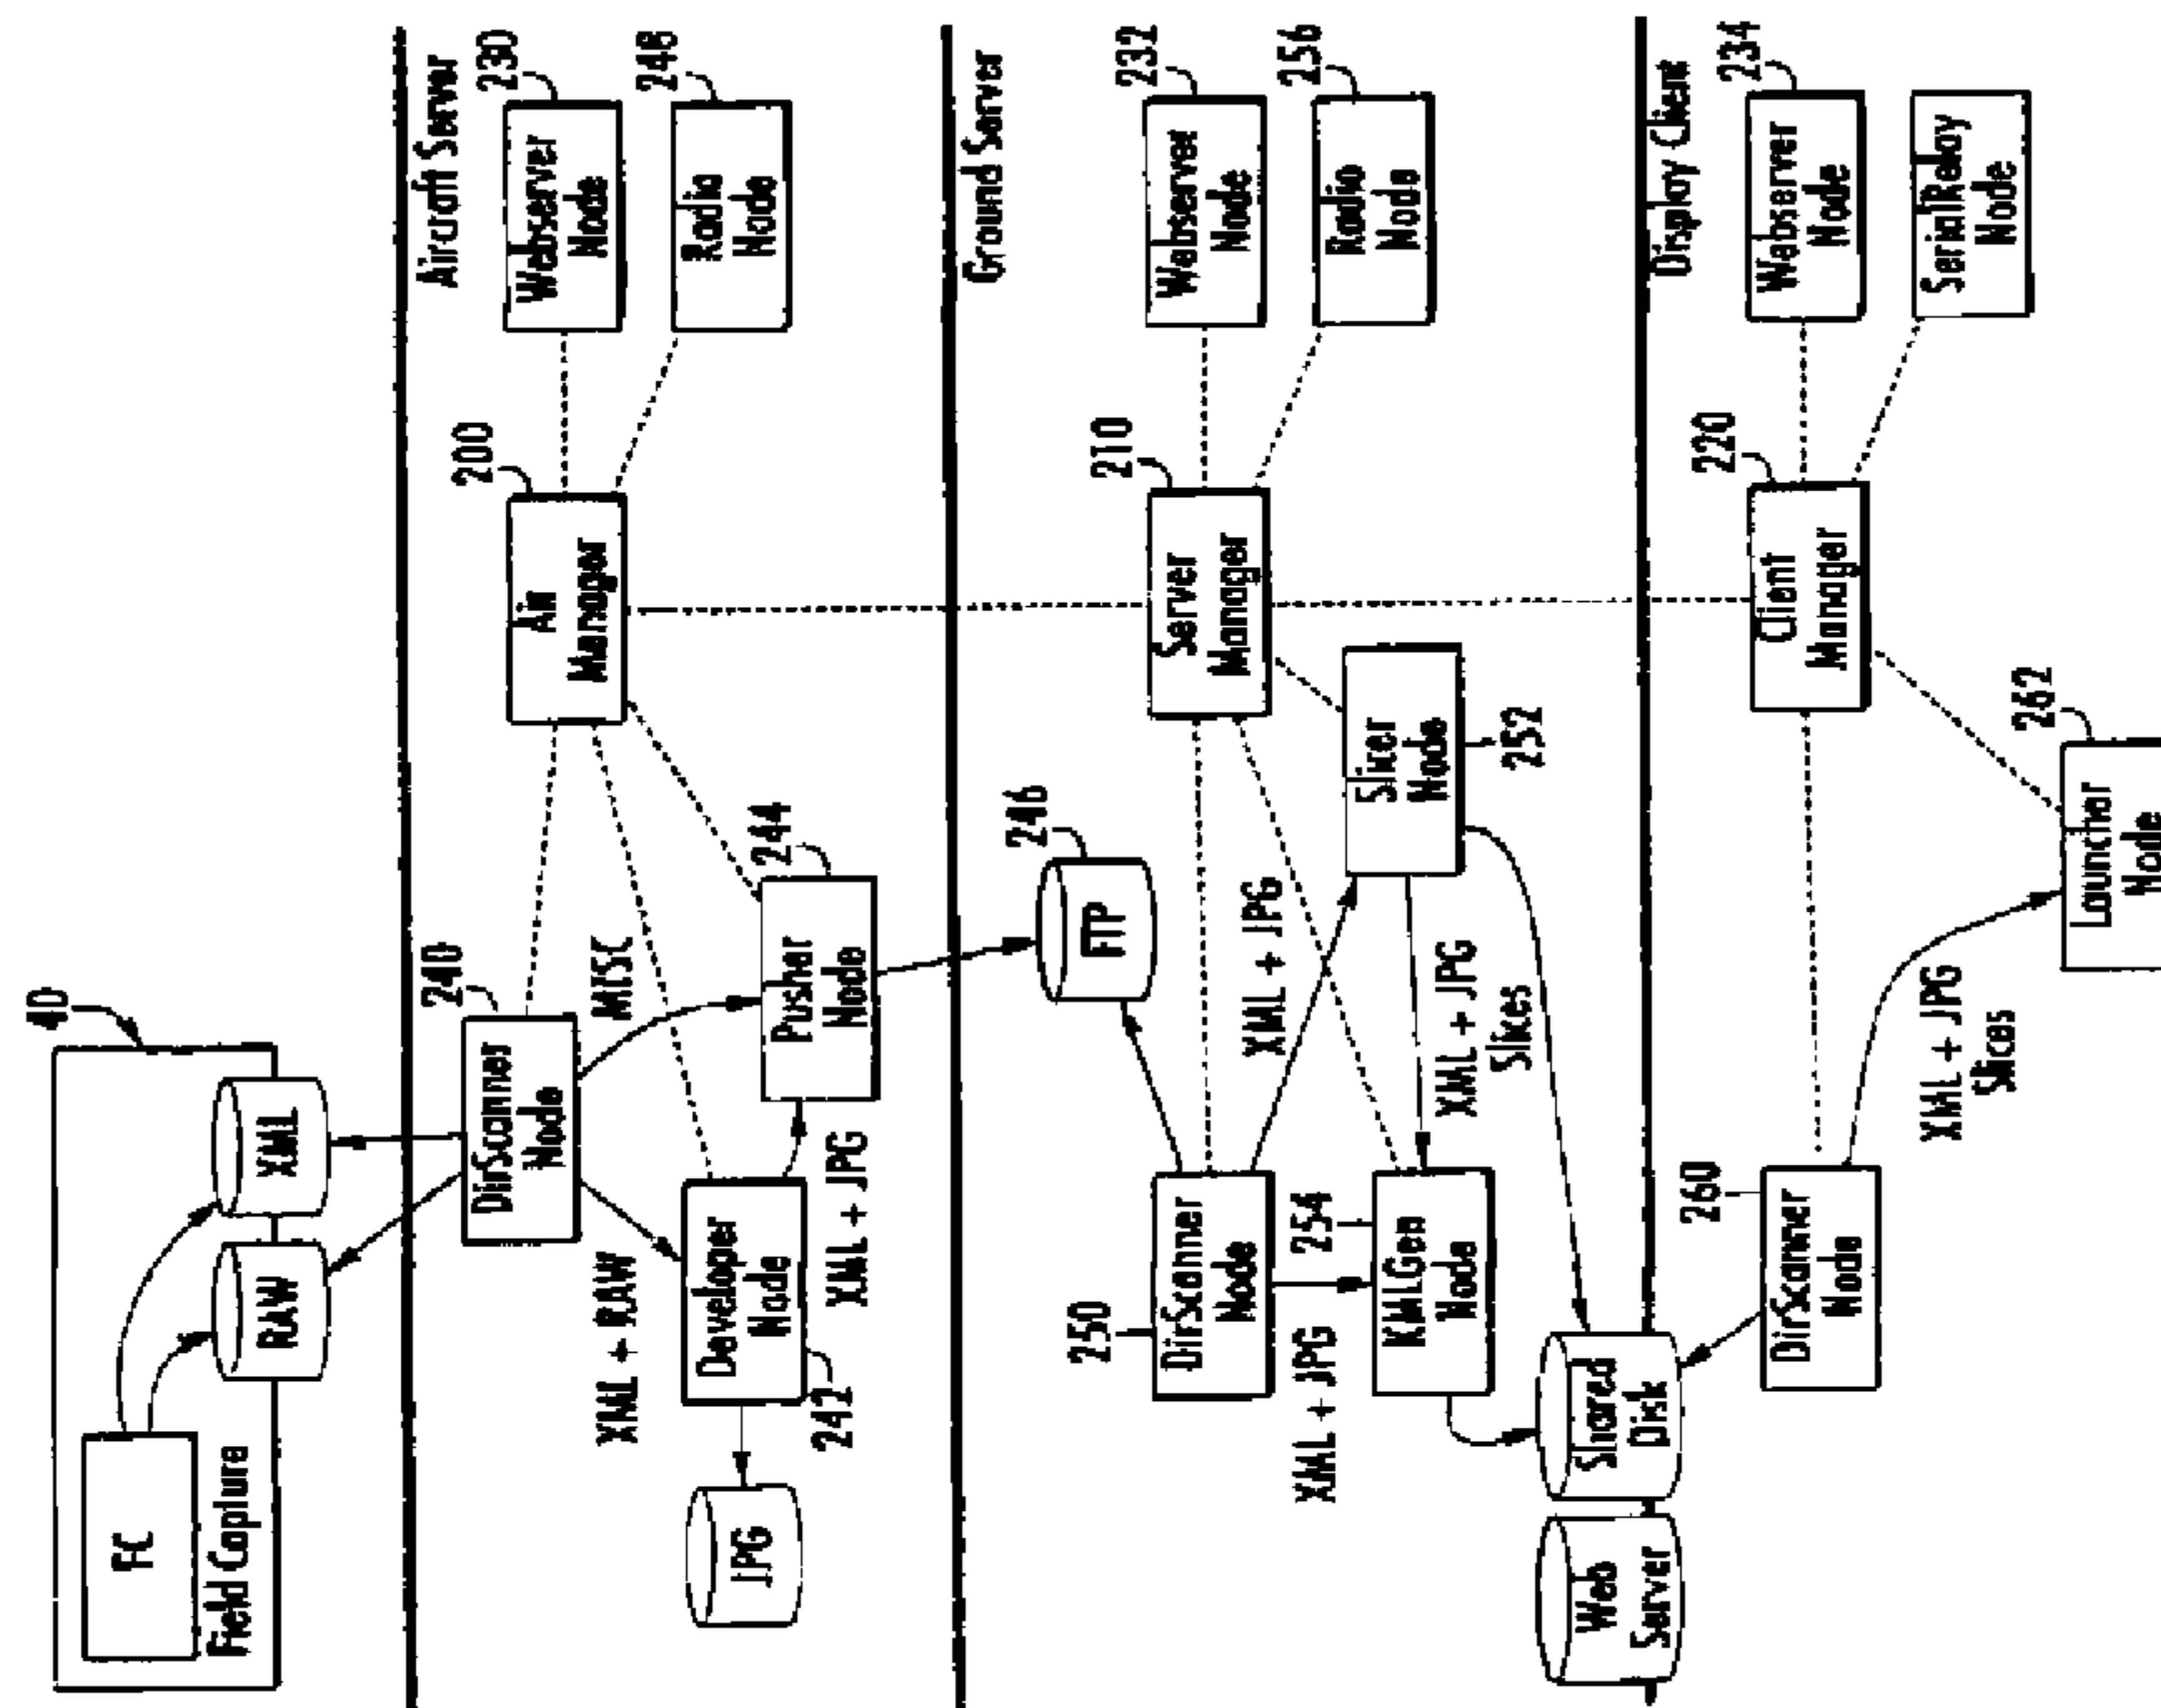 40
FC
Field Capture
RAW
XML
Aircraft Server
240
DirScanner
Node
200
Air
Manager
Webserver
Node
230
Radio
Node
248
MISC
XML + RAW
Developer
Node
242
Pusher
Node
244
XML + JPG
JPG
Ground Server
FTP
246
210
Server
Manager
Webserver
Node
232
Radio
Node
256
250
DirScanner
Node
XML + JPG
Slicer
Node
252
XML + JPG
254
KMLGen
Node
XML + JPG
Slices
Web
Server
Shared
Disk
Display Client
260
DirScanner
Node
220
Client
Manager
Webserver
Node
234
SerialRelay
Node
XML + JPG
Slices
Launcher
Node
262